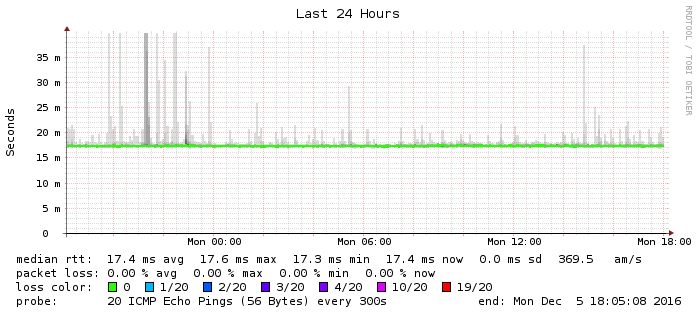 Last 24 Hours
RRDTOOL / TOBI OETIKER
Seconds
35 m
30 m
25 m
20 m
15 m
10 m
5 m
0
Mon 00:00 Mon 06:00 Mon 12:00 Mon 18:00
median rtt: 17.4 ms avg 17.6 ms max 17.3 ms min 17.4 ms now 0.0 ms sd 369.5 am/s
packet loss: 0.00 % avg 0.00 % max 0.00 % min 0.00 % now
loss color: 0 1/20 2/20 3/20 4/20 10/20 19/20
probe: 20 ICMP Echo Pings (56 Bytes) every 300s end: Mon Dec 5 18:05:08 2016